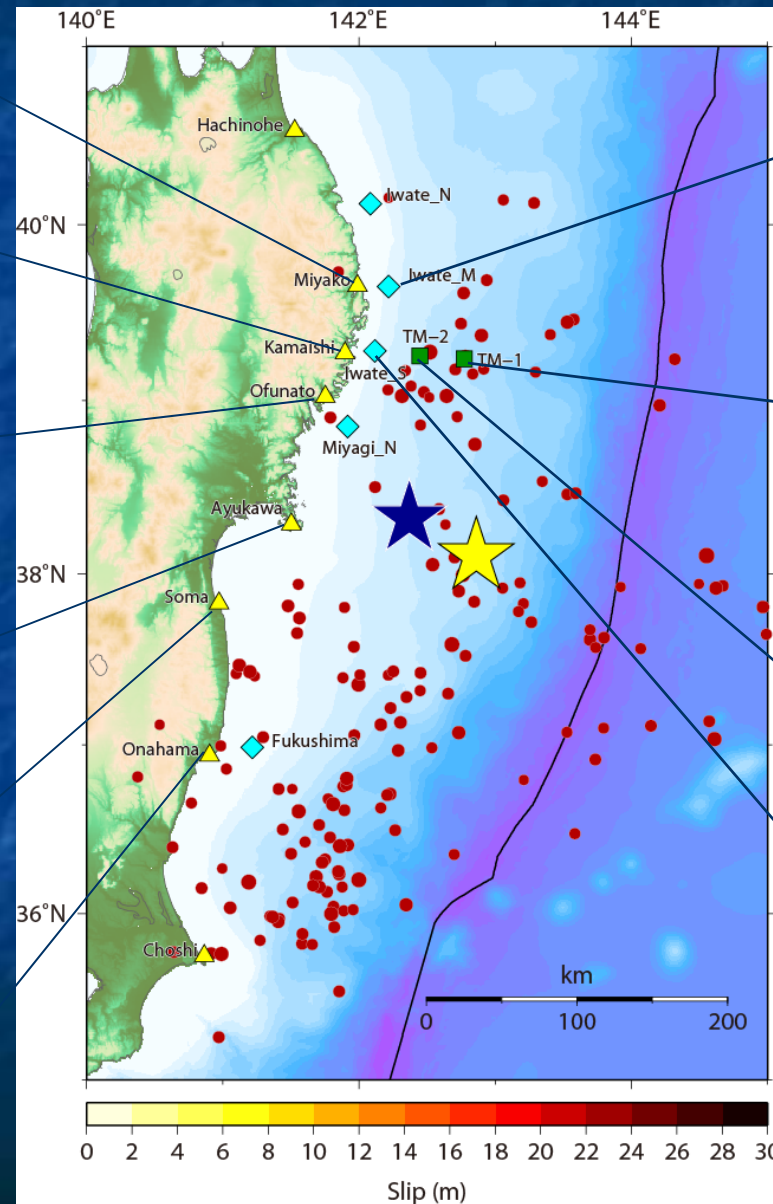 140°E 142°E 144°E
Hachinohe
Iwate_N
40°N
Miyako
Iwate_M
TM−2
Kamaishi
TM−1
Iwate_S
Ofunato
Miyagi_N
Ayukawa
38°N
Soma
Fukushima
Onahama
36°N
Choshi
km
0 100 200
0 2 4 6 8 10 12 14 16 18 20 22 24 26 28 30
Slip (m)